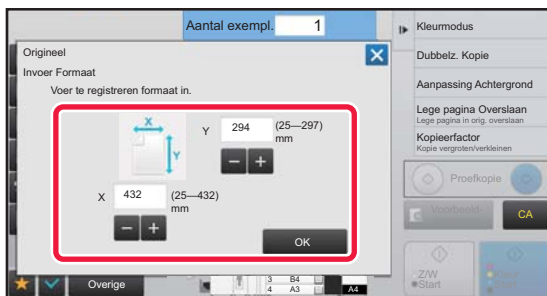 Aantal exempl. 1
Origineel
Invoer Formaat
Voer te registreren formaat in.
X
Y
Y 294 (25—297)
mm
X 432 (25—432)
mm
OK
Overige
3 B4
4 A3
A4
Kleurmodus
Dubbelz. Kopie
Aanpassing Achtergrond
Lege pagina Overslaan
Lege pagina in orig. overslaan
Kopieerfactor
Kopie vergroten/verkleinen
Proefkopie
Voorbeeld-
CA
Z/W
Start
Kleur
Start